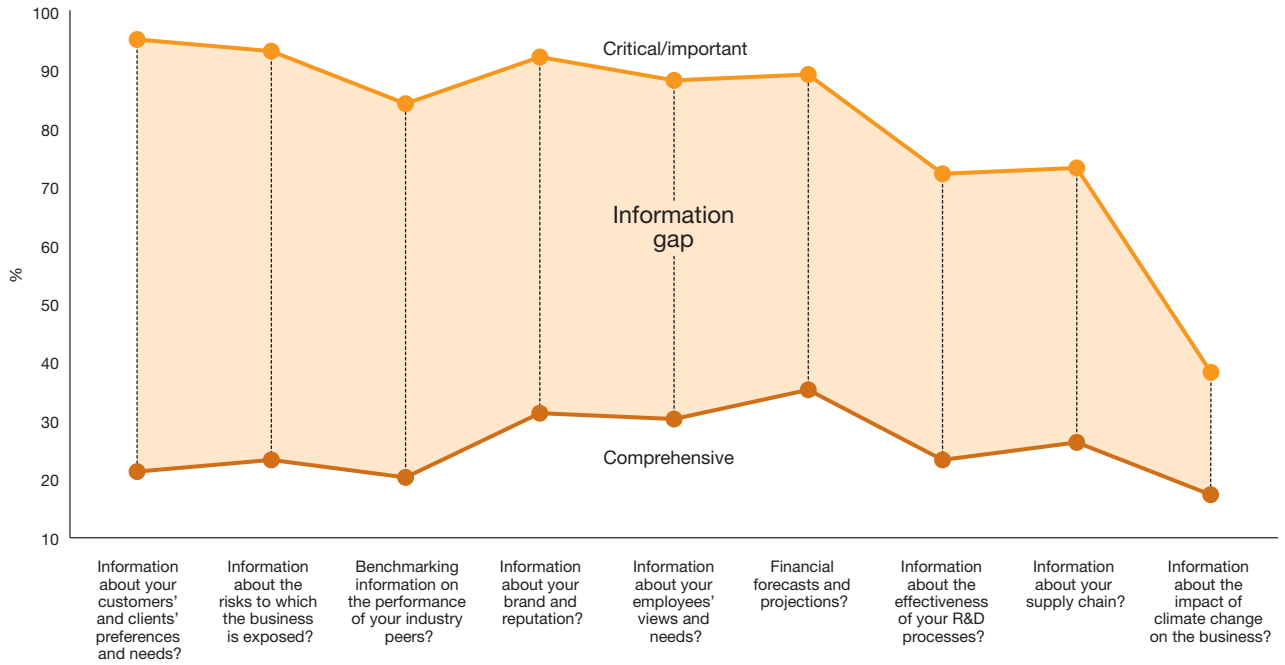 100
90
80
70
60
50
40
30
20
10
%
Critical/important
Information
gap
Comprehensive
Information
about your
customers'
and clients'
preferences
and needs?
Information
about the
risks to which
the business
is exposed?
Benchmarking
information on
the performance
of your industry
peers?
Information
about your
brand and
reputation?
Information
about your
employees'
views and
needs?
Financial
forecasts and
projections?
Information
about the
effectiveness
of your R&D
processes?
Information
about your
supply chain?
Information
about the
impact of
climate change
on the business?